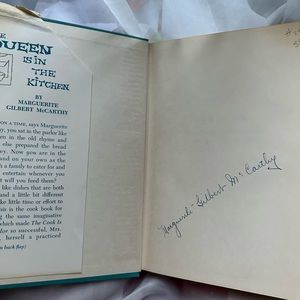 QUEEN
IS IN THE
KITCHEN
BY
MARGUERITE
GILBERT McCARTHY
ON A TIME, says Marguerite
y, you sat in the parlor like
en in the old rhyme and
else prepared the bread
ey. Now you are in the
and on your own as the
h a family to cater for and
entertain whenever you
t will you feed them?
like dishes that are both
and a little bit different
e little time or effort to
is is the cook book for
g the same imaginative
which made The Cook Is
lor so successful, Mrs.
herself a practiced
back flap)
Marguerite Gilbert McCarthy